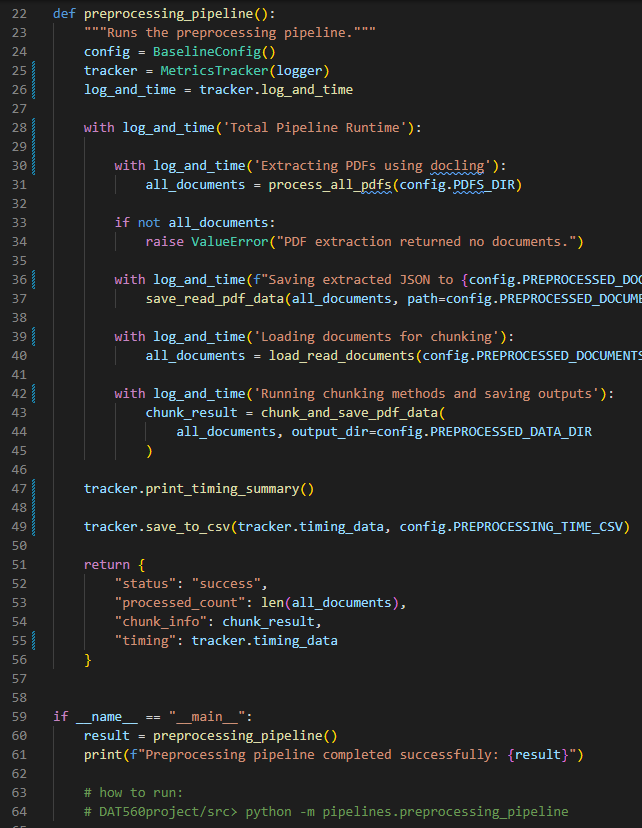 22 def preprocessing_pipeline():
23     """Runs the preprocessing pipeline."""
24     config = BaselineConfig()
25     tracker = MetricsTracker(logger)
26     log_and_time = tracker.log_and_time
27
28     with log_and_time('Total Pipeline Runtime'):
29
30         with log_and_time('Extracting PDFs using docling'):
31             all_documents = process_all_pdfs(config.PDFS_DIR)
32
33         if not all_documents:
34             raise ValueError("PDF extraction returned no documents.")
35
36         with log_and_time(f"Saving extracted JSON to {config.PREPROCESSED_DOC
37             save_read_pdf_data(all_documents, path=config.PREPROCESSED_DOCUME
38
39         with log_and_time('Loading documents for chunking'):
40             all_documents = load_read_documents(config.PREPROCESSED_DOCUMENTS
41
42         with log_and_time('Running chunking methods and saving outputs'):
43             chunk_result = chunk_and_save_pdf_data(
44                 all_documents, output_dir=config.PREPROCESSED_DATA_DIR
45             )
46
47     tracker.print_timing_summary()
48
49     tracker.save_to_csv(tracker.timing_data, config.PREPROCESSING_TIME_CSV)
50
51     return {
52         "status": "success",
53         "processed_count": len(all_documents),
54         "chunk_info": chunk_result,
55         "timing": tracker.timing_data
56     }
57
58
59 if __name__ == "__main__":
60     result = preprocessing_pipeline()
61     print(f"Preprocessing pipeline completed successfully: {result}")
62
63     # how to run:
64     # DAT560project/src> python -m pipelines.preprocessing_pipeline